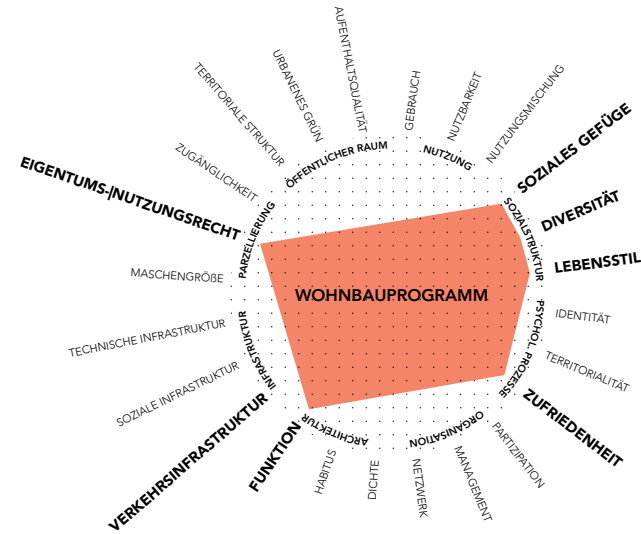 AUFENTHALTSQUALITÄT
URBANENES GRÜN
TERRITORIALE STRUKTUR
ZUGÄNGLICHKEIT
EIGENTUMS-|NUTZUNGSRECHT
MASCHENGRÖßE
TECHNISCHE INFRASTRUKTUR
SOZIALE INFRASTRUKTUR
VERKEHRSINFRASTRUKTUR
FUNKTION
HABITUS
DICHTE
NETZWERK
MANAGEMENT
PARTIZIPATION
ZUFRIEDENHEIT
TERRITORIALITÄT
IDENTITÄT
LEBENSSTIL
DIVERSITÄT
SOZIALES GEFÜGE
NUTZUNGSMISCHUNG
NUTZBARKEIT
GEBRAUCH
ÖFFENTLICHER RAUM
NUTZUNG
SOZIALSTRUKTUR
PSYCHOL. PROZESSE
ORGANISATION
ARCHITEKTUR
INFRASTRUKTUR
PARZELLIERUNG
WOHNBAUPROGRAMM